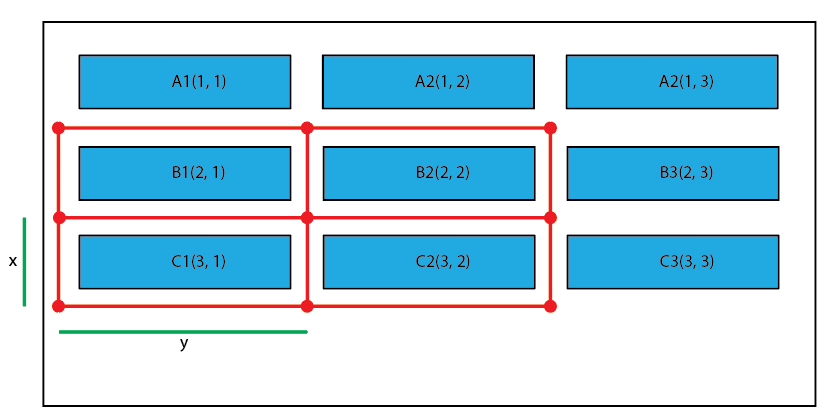 A1(1, 1) A2(1, 2) A2(1, 3)
B1(2, 1) B2(2, 2) B3(2, 3)
x C1(3, 1) C2(3, 2) C3(3, 3)
y